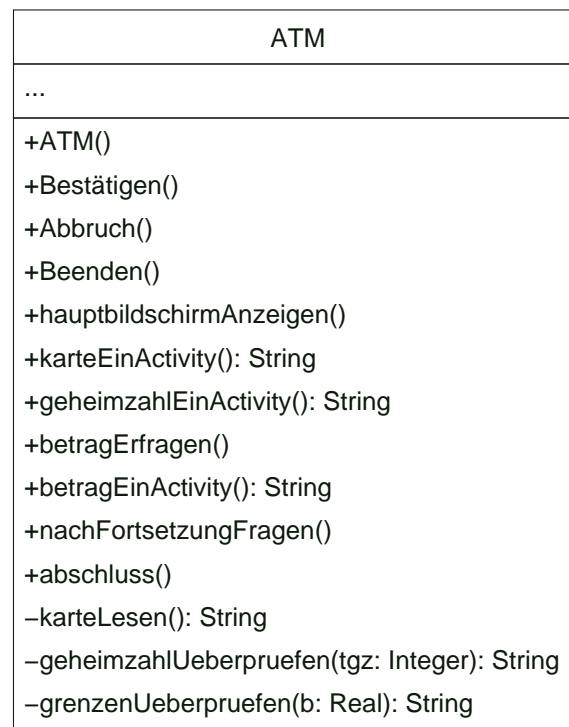 ATM
...
+ATM()
+Bestätigen()
+Abbruch()
+Beenden()
+hauptbildschirmAnzeigen()
+karteEinActivity(): String
+geheimzahlEinActivity(): String
+betragErfragen()
+betragEinActivity(): String
+nachFortsetzungFragen()
+abschluss()
−karteLesen(): String
−geheimzahlUeberpruefen(tgz: Integer): String
−grenzenUeberpruefen(b: Real): String